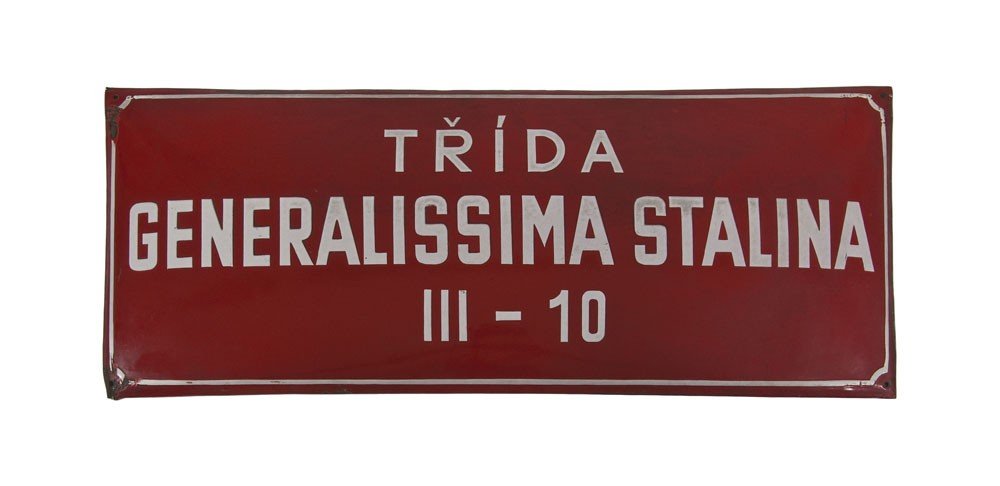 TŘÍDA
GENERALISSIMA STALINA
III - 10